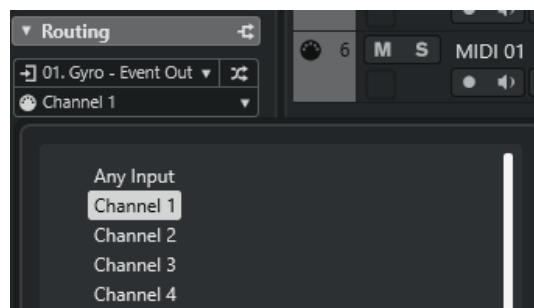 Routing
01. Gyro - Event Out
Channel 1
6 M S MIDI 01
Any Input
Channel 1
Channel 2
Channel 3
Channel 4